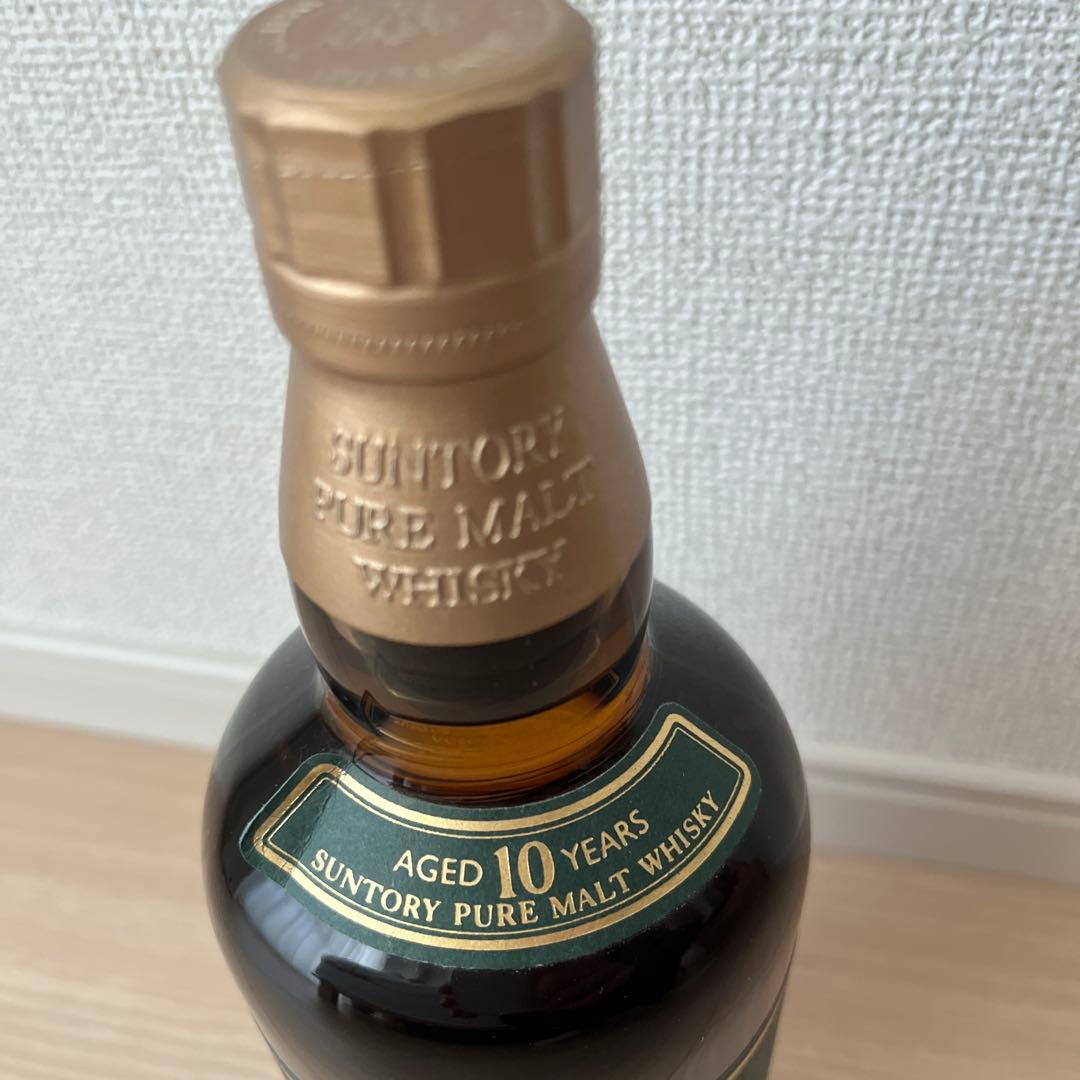 SUNTORY
PURE MALT
WHISKY
AGED 10 YEARS
SUNTORY PURE MALT WHISKY